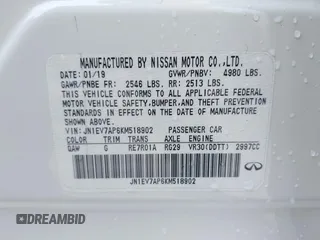 MANUFACTURED BY NISSAN MOTOR CO.,LTD.
DATE: 01/19 GVWR/PNBV: 4980 LBS.
GAWR/PNBE FR: 2546 LBS. RR: 2513 LBS.
THIS VEHICLE CONFORMS TO ALL APPLICABLE FEDERAL
MOTOR VEHICLE SAFETY,BUMPER,AND THEFT
PREVENTION STANDARDS IN EFFECT ON THE DATE OF
MANUFACTURE SHOWN ABOVE.
VIN: JN1EV7AP6KM518902 PASSENGER CAR
COLOR TRIM TRANS AXLE ENGINE
QAW G RE7R01A RG29 VR30(DDTT) 2997CC
JN1EV7AP6KM518902
AUTOBIDHISTORY